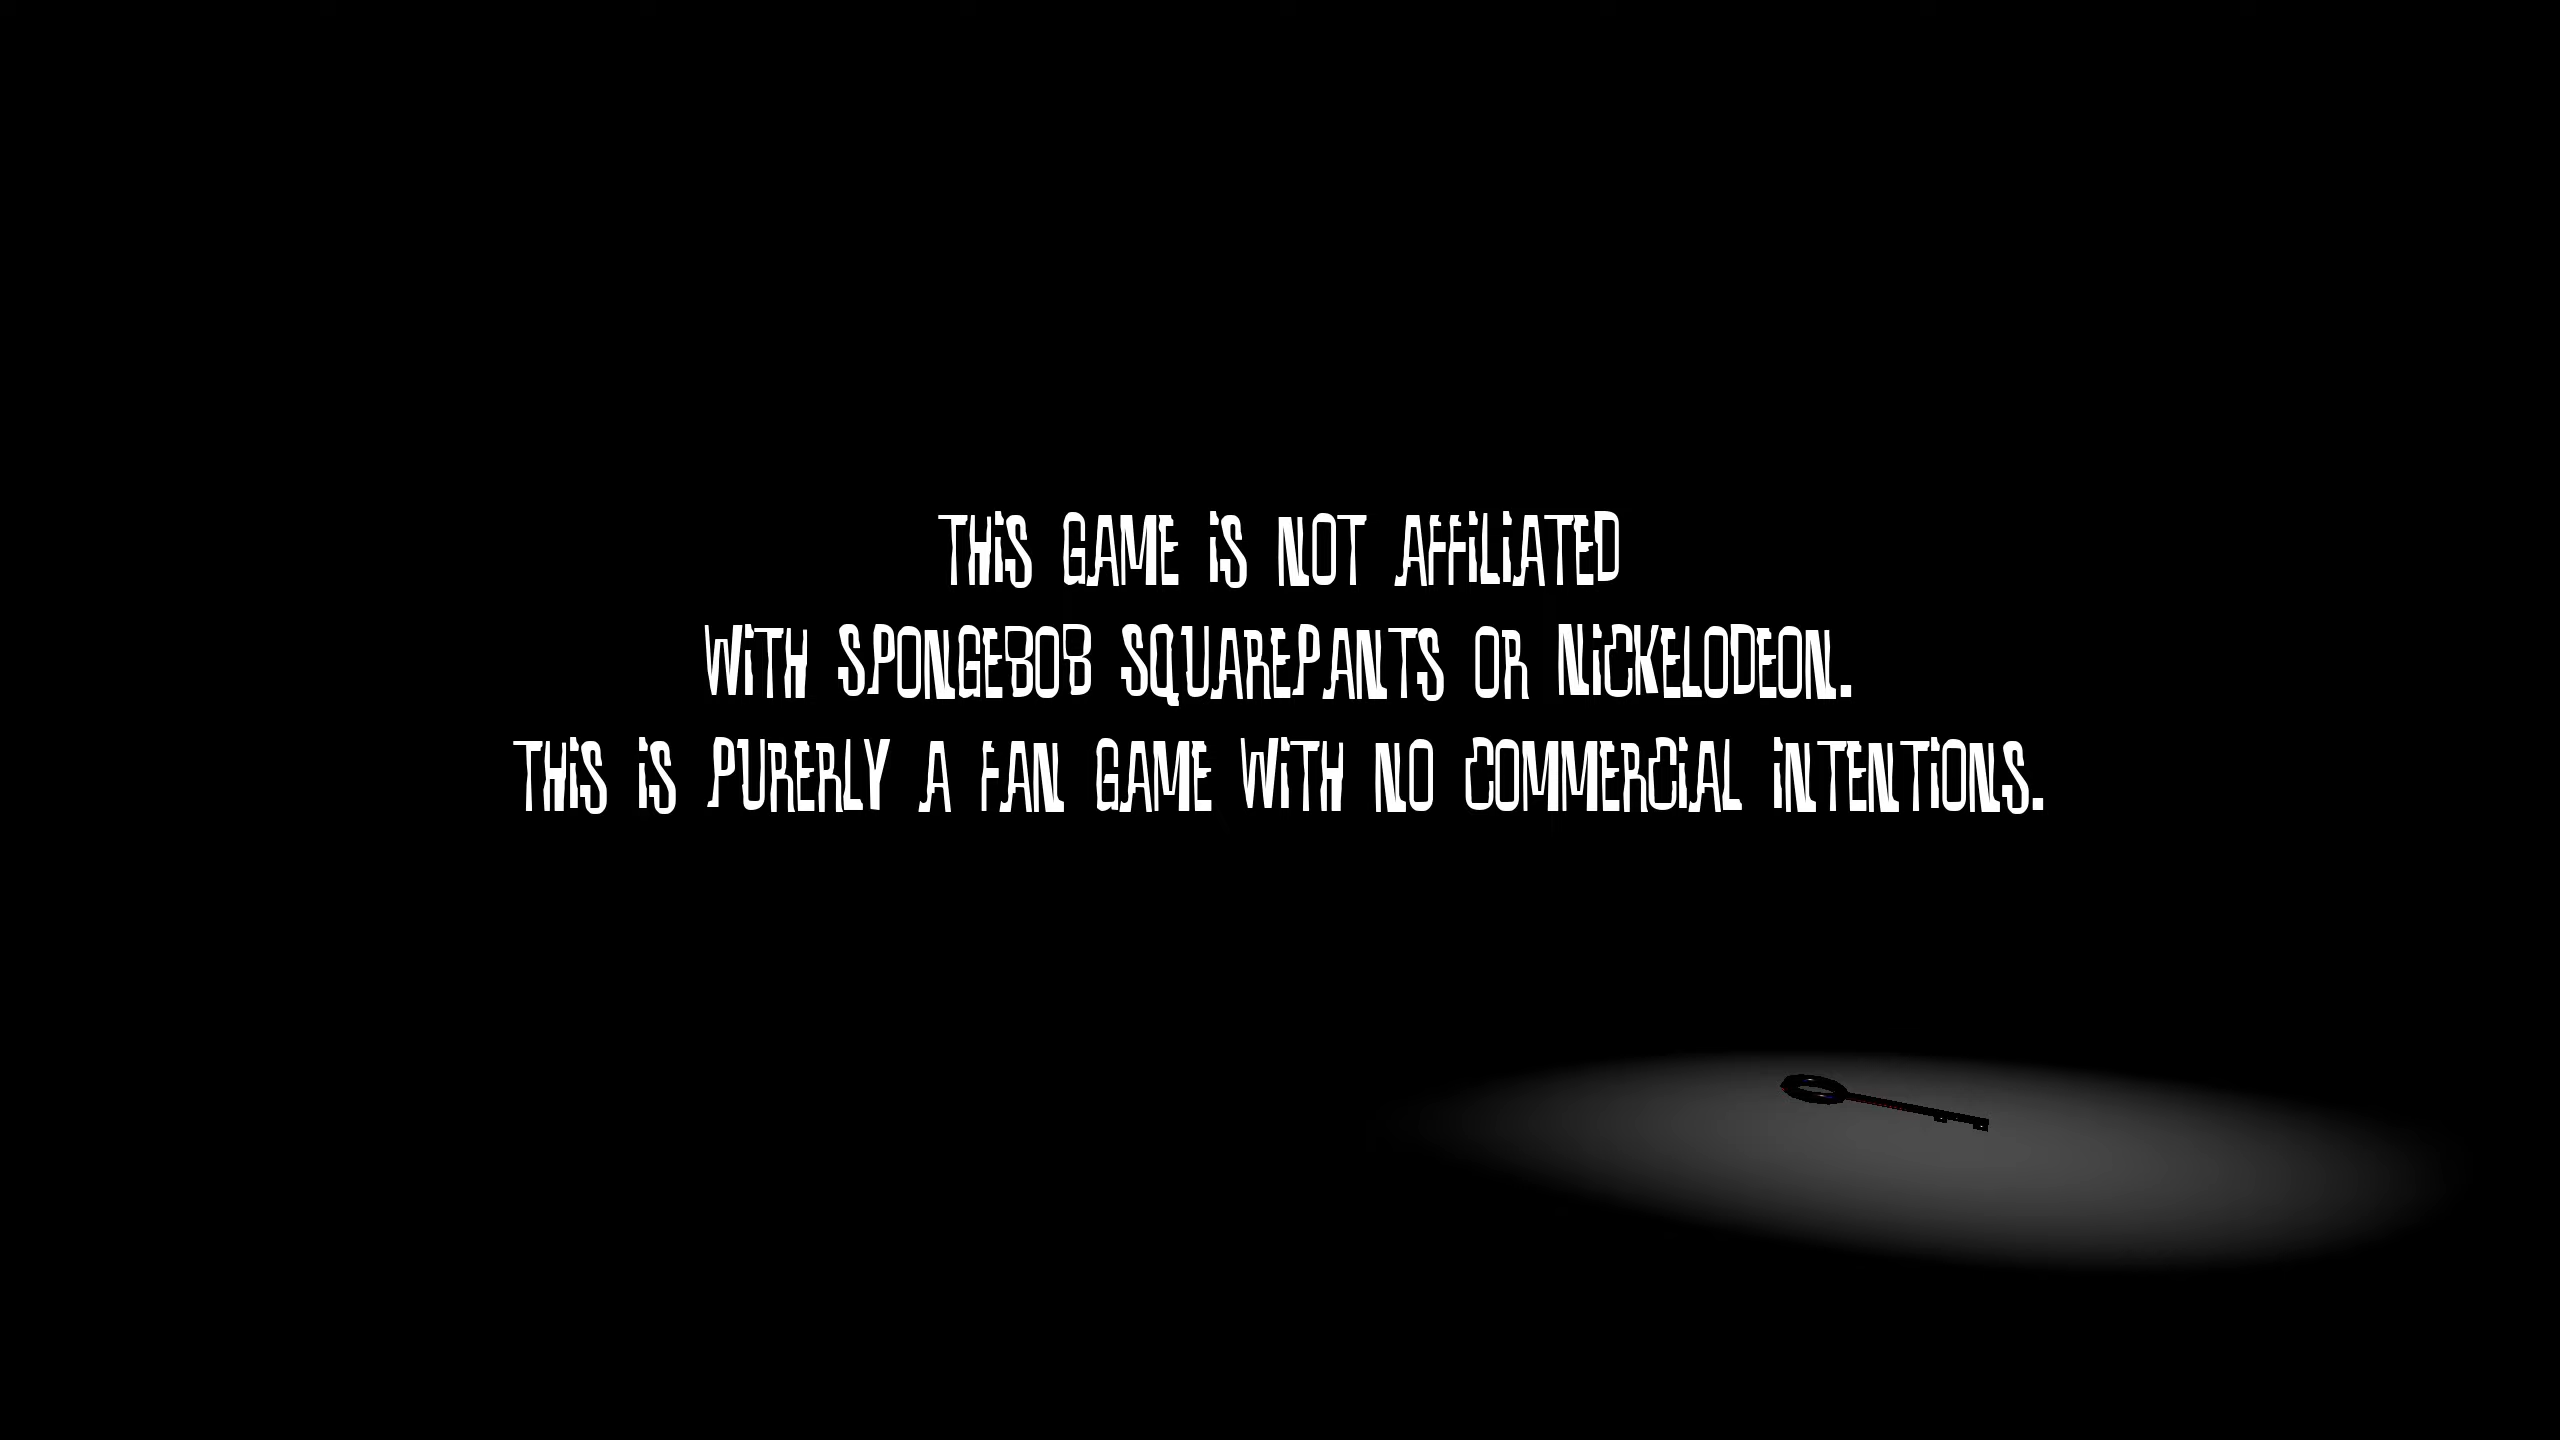 THiS GAME iS NOT AFFiLiATED
WiTH SPONGEBOB SQUAREPANTS OR NiCKELODEON.
THiS iS PURERLY A FAN GAME WiTH NO COMMERCiAL iNTENTiONS.